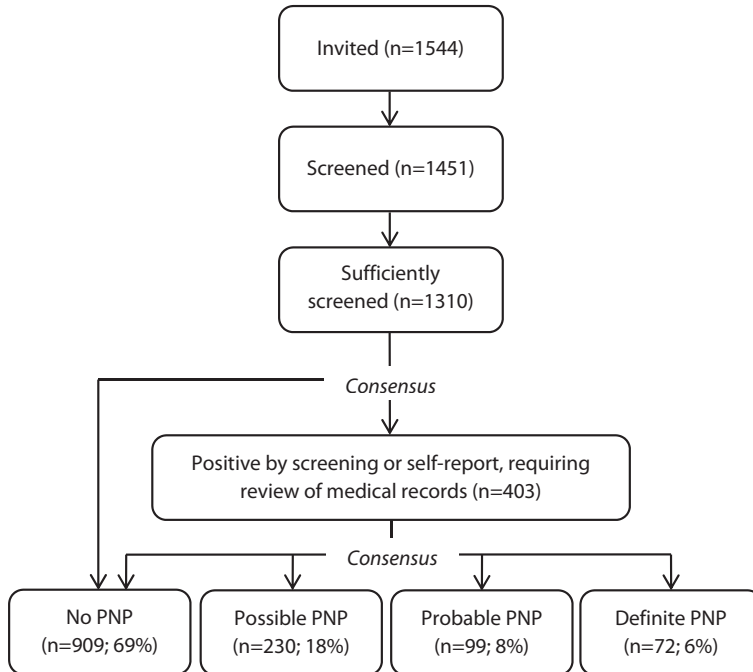 Invited (n=1544)
Screened (n=1451)
Sufficiently
screened (n=1310)
Consensus
Positive by screening or self-report, requiring
review of medical records (n=403)
Consensus
No PNP
(n=909; 69%)
Possible PNP
(n=230; 18%)
Probable PNP
(n=99; 8%)
Definite PNP
(n=72; 6%)